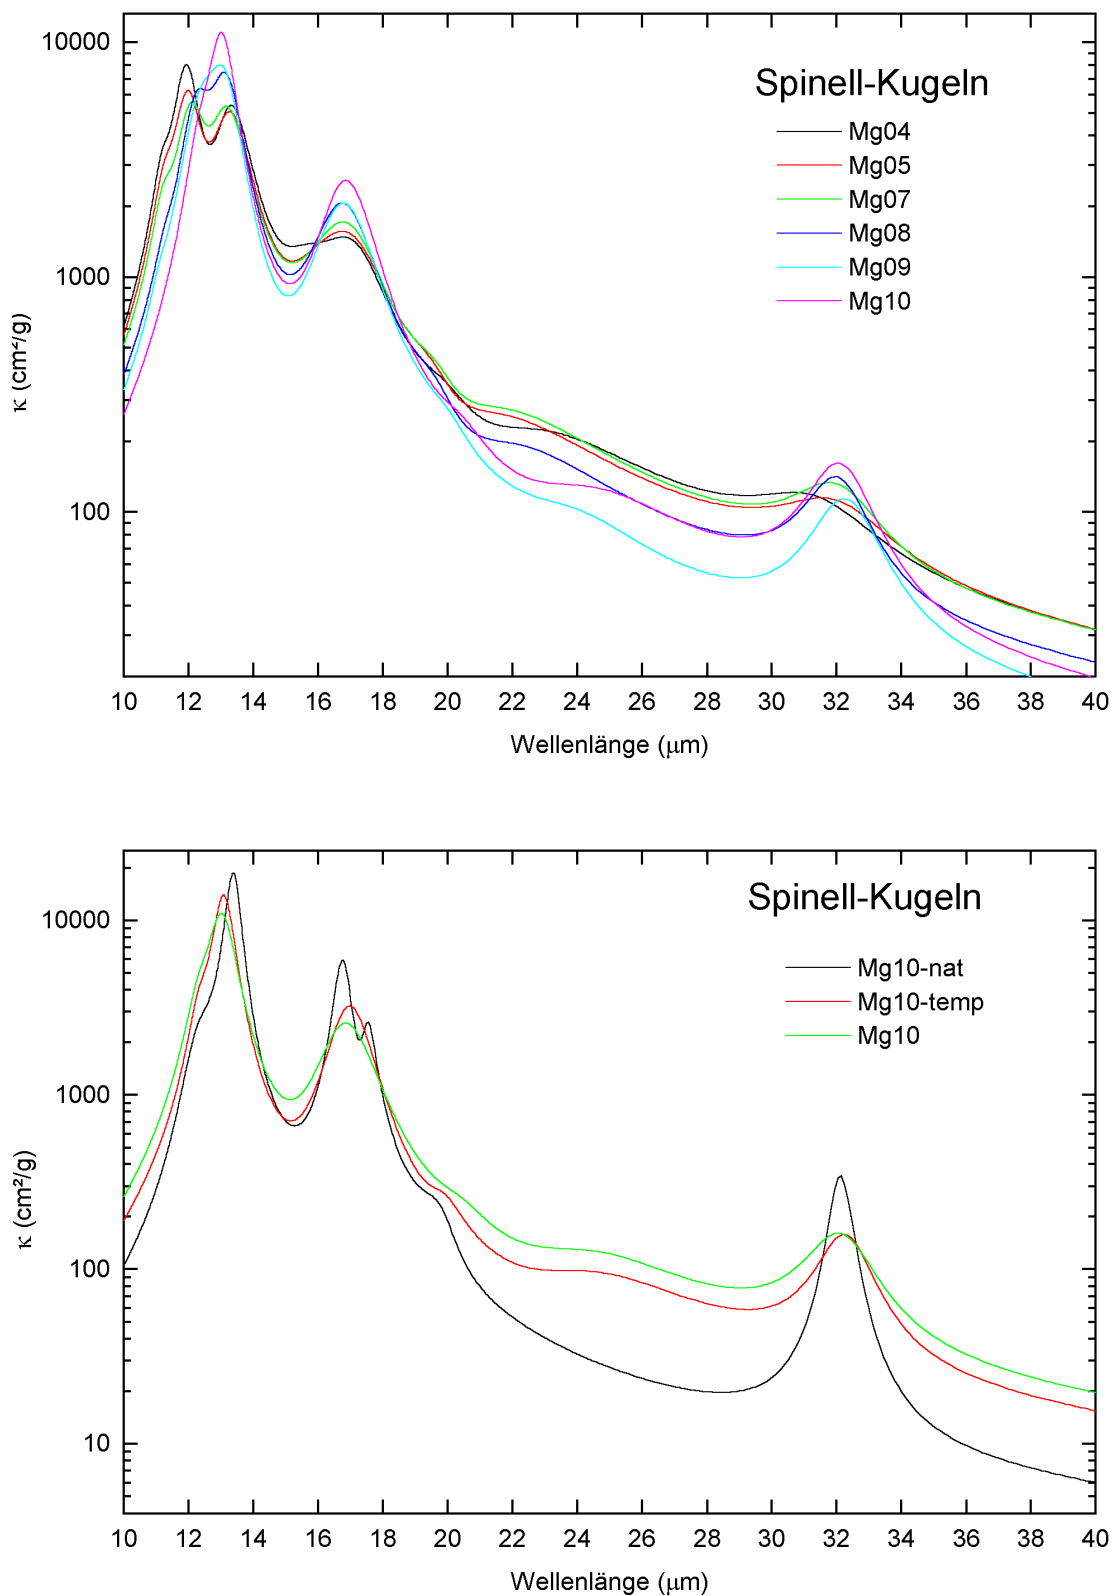 10000
1000
100
κ (cm²/g)
Spinell-Kugeln
Mg04
Mg05
Mg07
Mg08
Mg09
Mg10
10 12 14 16 18 20 22 24 26 28 30 32 34 36 38 40
Wellenlänge (μm)
10000
1000
100
10
κ (cm²/g)
Spinell-Kugeln
Mg10-nat
Mg10-temp
Mg10
10 12 14 16 18 20 22 24 26 28 30 32 34 36 38 40
Wellenlänge (μm)